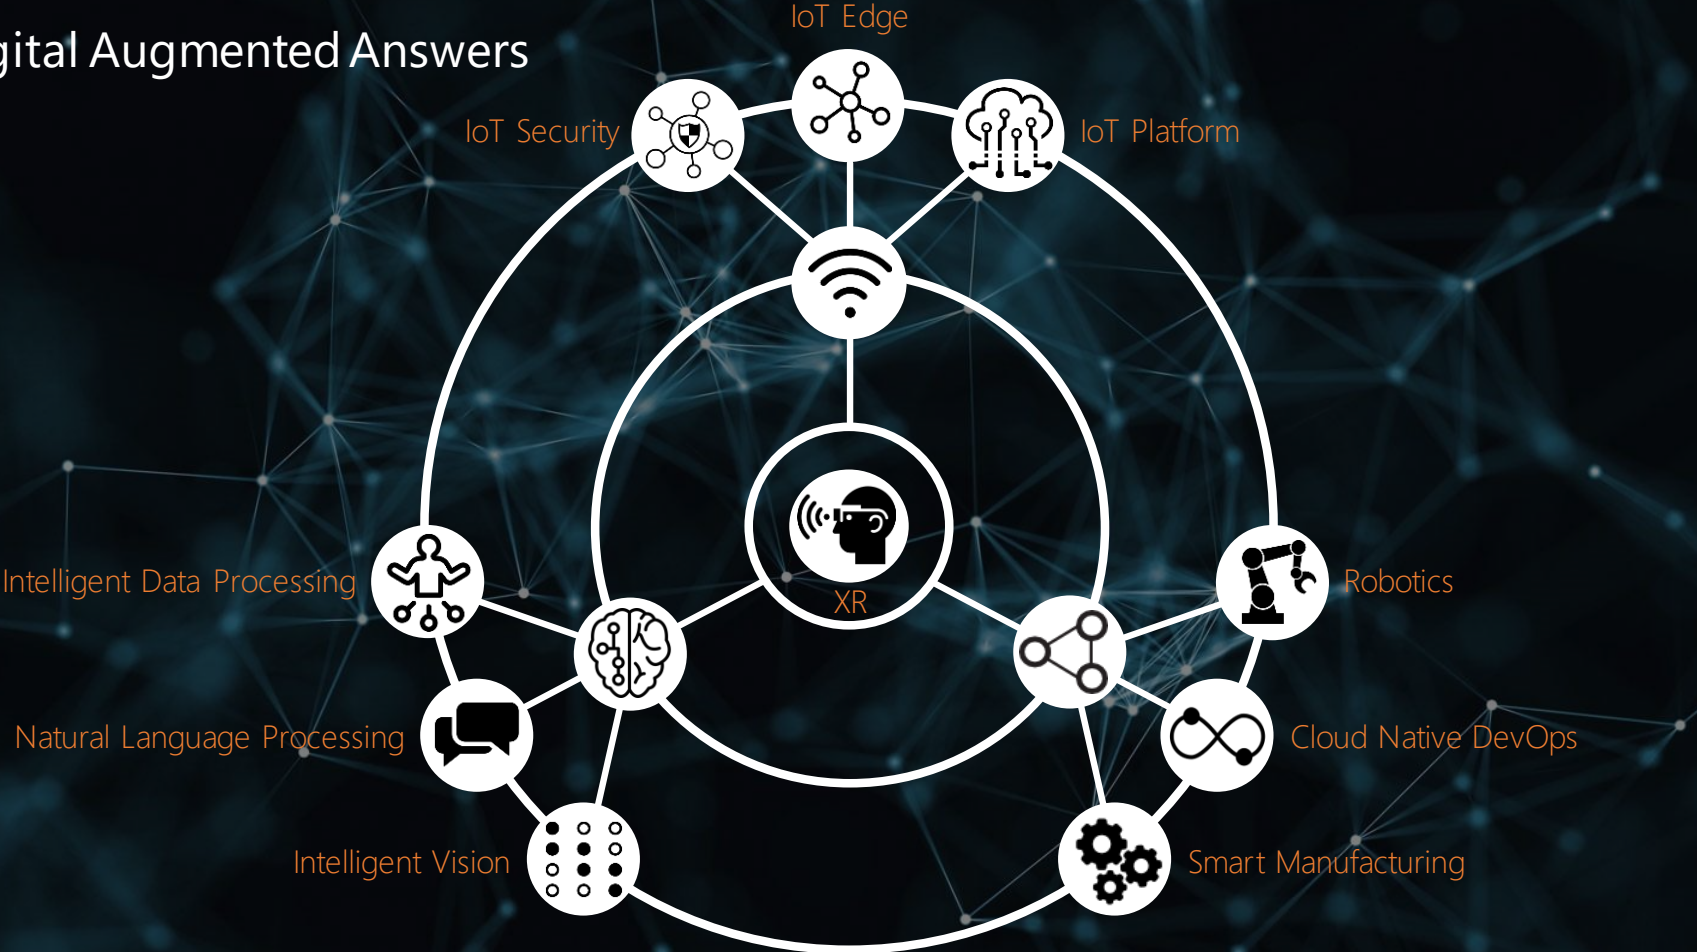 gital Augmented Answers
IoT Edge
IoT Security
IoT Platform
XR
Intelligent Data Processing
Robotics
Natural Language Processing
Cloud Native DevOps
Intelligent Vision
Smart Manufacturing